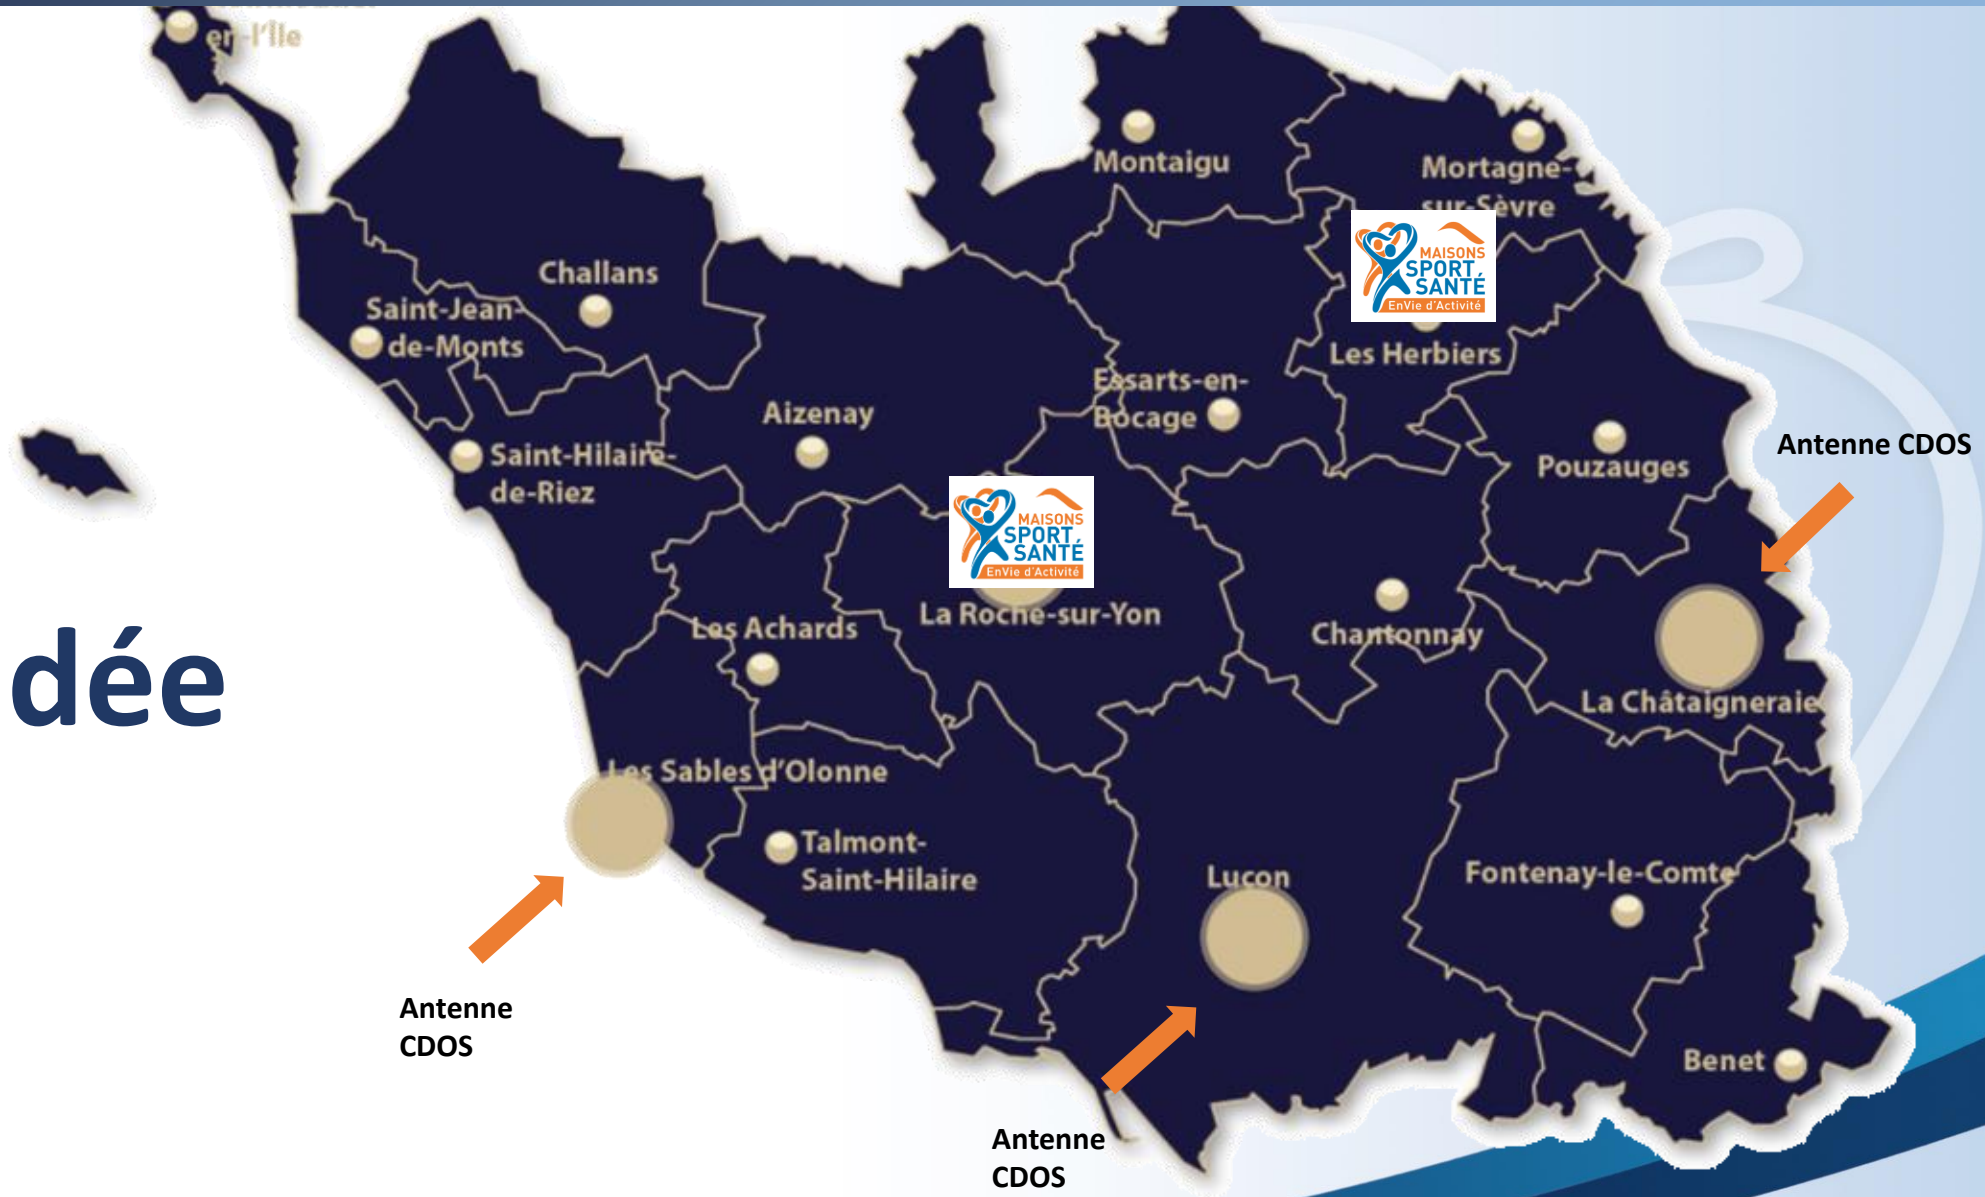 en-l'Île
Montaigu
Mortagne-
sur-Sèvre
MAISONS
SPORT
SANTÉ
EnVie d'Activité
Challans
Saint-Jean-
de-Monts
Les Herbiers
Essarts-en-
Bocage
Aizenay
Pouzauges
Antenne CDOS
Saint-Hilaire-
de-Riez
MAISONS
SPORT
SANTÉ
EnVie d'Activité
La Roche-sur-Yon
Les Achards
Chantonnay
dée
La Châtaigneraie
Les Sables d'Olonne
Talmont-
Saint-Hilaire
Luçon
Fontenay-le-Comte
Antenne
CDOS
Benet
Antenne
CDOS